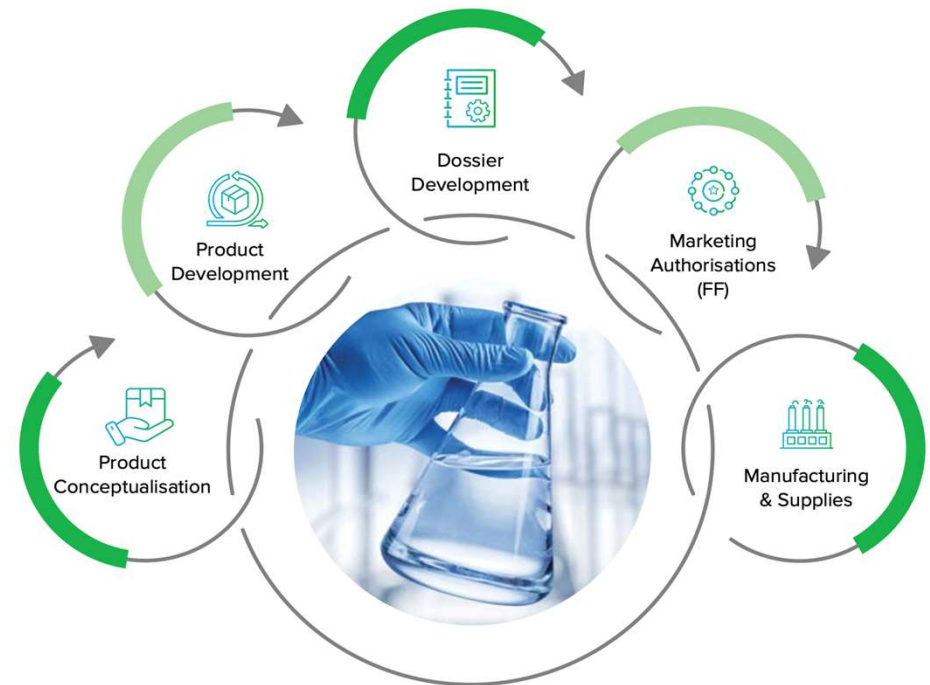 Product
Conceptualisation
Product
Development
Dossier
Development
Marketing
Authorisations
(FF)
Manufacturing
& Supplies